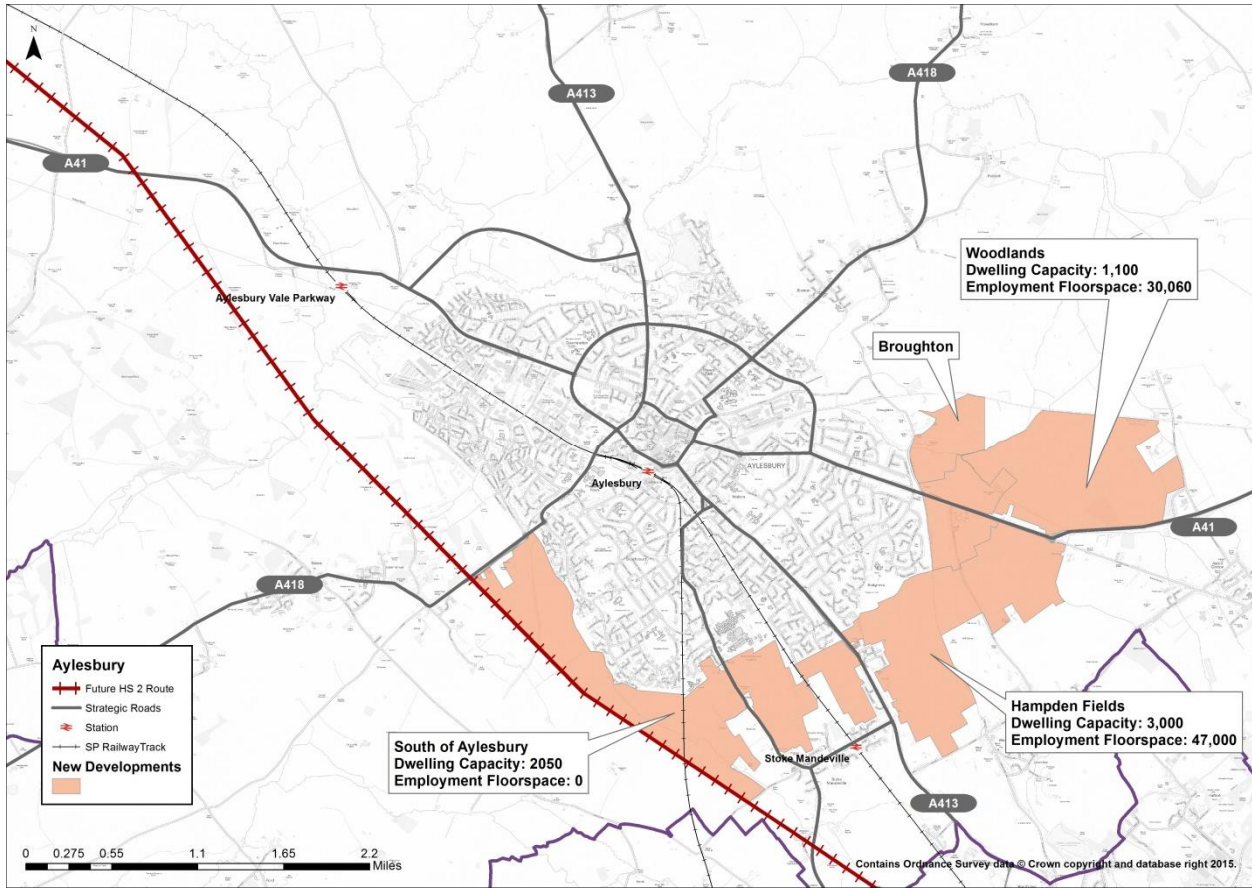 N
A413
A418
A41
Woodlands
Dwelling Capacity: 1,100
Employment Floorspace: 30,060
Aylesbury Vale Parkway
Broughton
AYLESBURY
Aylesbury
A41
A418
Aylesbury
Future HS 2 Route
Strategic Roads
Station
SP RailwayTrack
New Developments
Hampden Fields
Dwelling Capacity: 3,000
Employment Floorspace: 47,000
South of Aylesbury
Dwelling Capacity: 2050
Employment Floorspace: 0
Stoke Mandeville
A413
0 0.275 0.55 1.1 1.65 2.2
Miles
Contains Ordnance Survey data © Crown copyright and database right 2015.